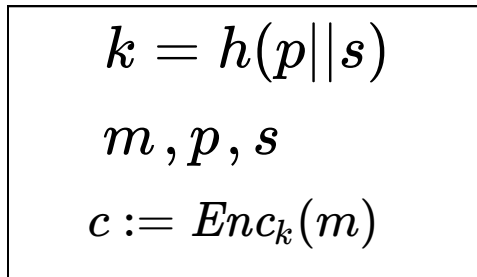 k = h(p||s)
m , p , s
c := Enc_k(m)